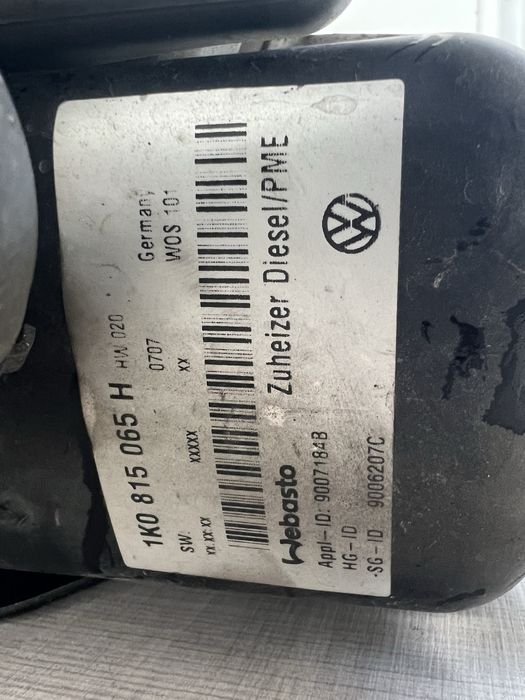 1K0 815 065 H HW 020
SW: 0707 Germany
xx.xx.xx xxxxx xx WOS 101
Webasto Zuheizer Diesel/PME
Appl-ID: 9007184B
HG-ID
SG-ID 9006207C
VW